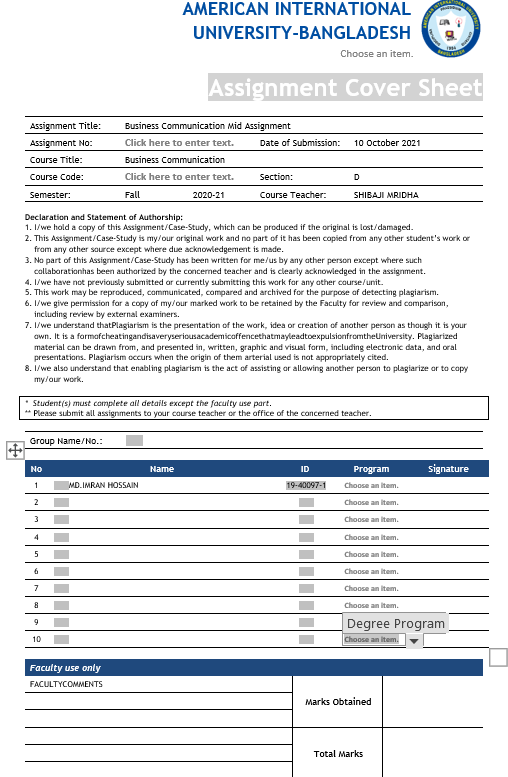 AMERICAN INTERNATIONAL
UNIVERSITY-BANGLADESH
Choose an item.
Assignment Cover Sheet
Assignment Title: Business Communication Mid Assignment
Assignment No: Click here to enter text. Date of Submission: 10 October 2021
Course Title: Business Communication
Course Code: Click here to enter text. Section: D
Semester: Fall 2020-21 Course Teacher: SHIBAJI MRIDHA
Declaration and Statement of Authorship:
1. I/we hold a copy of this Assignment/Case-Study, which can be produced if the original is lost/damaged.
2. This Assignment/Case-Study is my/our original work and no part of it has been copied from any other student's work or
from any other source except where due acknowledgement is made.
3. No part of this Assignment/Case-Study has been written for me/us by any other person except where such
collaborationhas been authorized by the concerned teacher and is clearly acknowledged in the assignment.
4. I/we have not previously submitted or currently submitting this work for any other course/unit.
5. This work may be reproduced, communicated, compared and archived for the purpose of detecting plagiarism.
6. I/we give permission for a copy of my/our marked work to be retained by the Faculty for review and comparison,
including review by external examiners.
7. I/we understand thatPlagiarism is the presentation of the work, idea or creation of another person as though it is your
own. It is a formofcheatingandisaveryseriousacademicoffencethatmayleadtoexpulsionfromtheUniversity. Plagiarized
material can be drawn from, and presented in, written, graphic and visual form, including electronic data, and oral
presentations. Plagiarism occurs when the origin of them arterial used is not appropriately cited.
8. I/we also understand that enabling plagiarism is the act of assisting or allowing another person to plagiarize or to copy
my/our work.
* Student(s) must complete all details except the faculty use part.
** Please submit all assignments to your course teacher or the office of the concerned teacher.
Group Name/No.:
No Name ID Program Signature
1 MD.IMRAN HOSSAIN 19-40097-1 Choose an item.
2 Choose an item.
3 Choose an item.
4 Choose an item.
5 Choose an item.
6 Choose an item.
7 Choose an item.
8 Choose an item.
9 Degree Program
10 Choose an item.
Faculty use only
FACULTYCOMMENTS
Marks Obtained
Total Marks